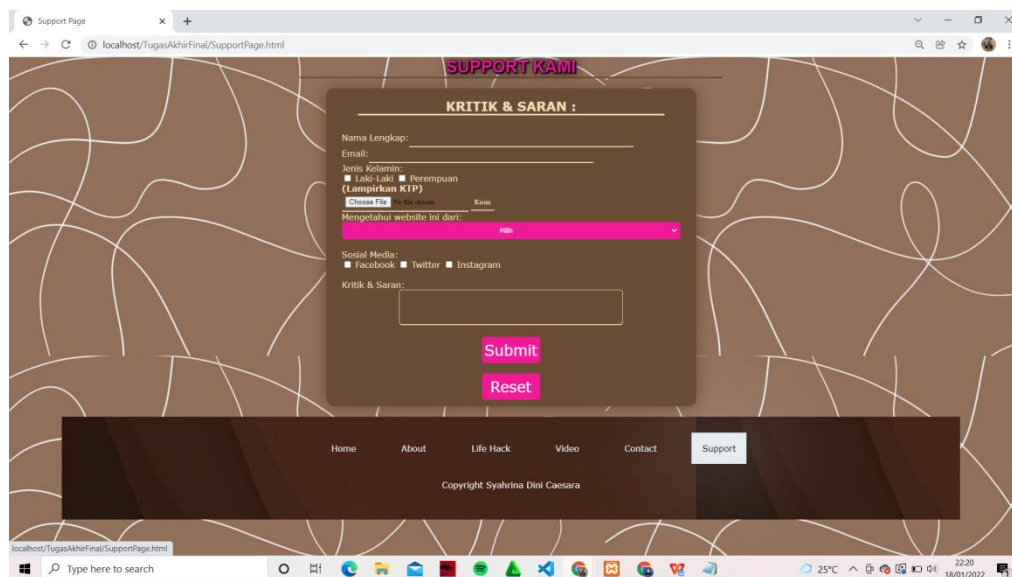 Support Page
localhost/TugasAkhirFinal/SupportPage.html
SUPPORT KAMI
KRITIK & SARAN :
Nama Lengkap:
Email:
Jenis Kelamin:
Laki-Laki Perempuan
(Lampirkan KTP)
Choose File No file chosen Kirim
Mengetahui website ini dari:
Pilih
Sosial Media:
Facebook Twitter Instagram
Kritik & Saran:
Submit
Reset
Home About Life Hack Video Contact Support
Copyright Syahrina Dini Caesara
localhost/TugasAkhirFinal/SupportPage.html
Type here to search
25°C
22:20
18/01/2022